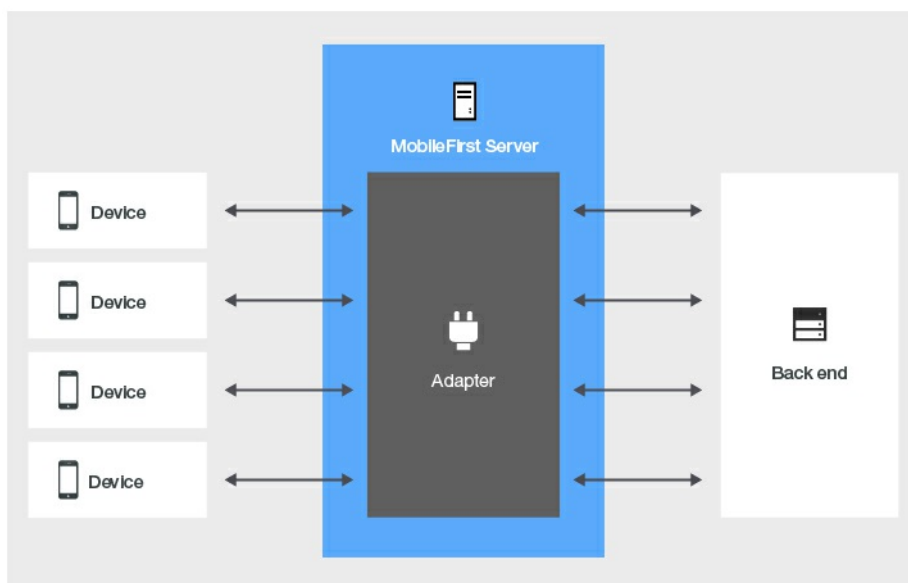 MobileFirst Server
Device
Device
Device
Device
Adapter
Back end